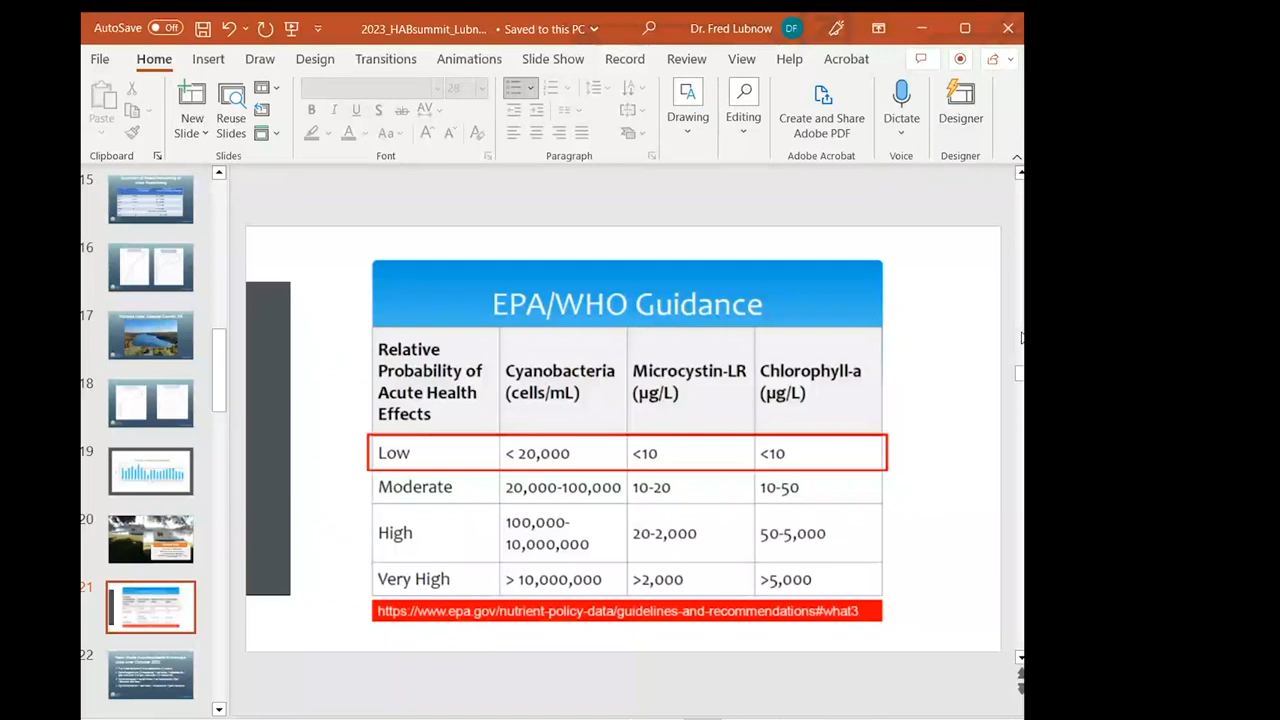 AutoSave Off 2023_HABsummit_Lubn... • Saved to this PC Dr. Fred Lubnow DF
File Home Insert Draw Design Transitions Animations Slide Show Record Review View Help Acrobat
Paste
New
Slide
Reuse
Slides
28
B I U S ab AV
A Aa A A
Drawing
Editing
Create and Share
Adobe PDF
Dictate
Designer
Clipboard Slides Font Paragraph Adobe Acrobat Voice Designer
15
16
17
18
19
20
21
22
EPA/WHO Guidance
Relative
Probability of
Acute Health
Effects
Cyanobacteria
(cells/mL)
Microcystin-LR
(µg/L)
Chlorophyll-a
(µg/L)
Low < 20,000 <10 <10
Moderate 20,000-100,000 10-20 10-50
High 100,000-
10,000,000 20-2,000 50-5,000
Very High > 10,000,000 >2,000 >5,000
https://www.epa.gov/nutrient-policy-data/guidelines-and-recommendations#what3